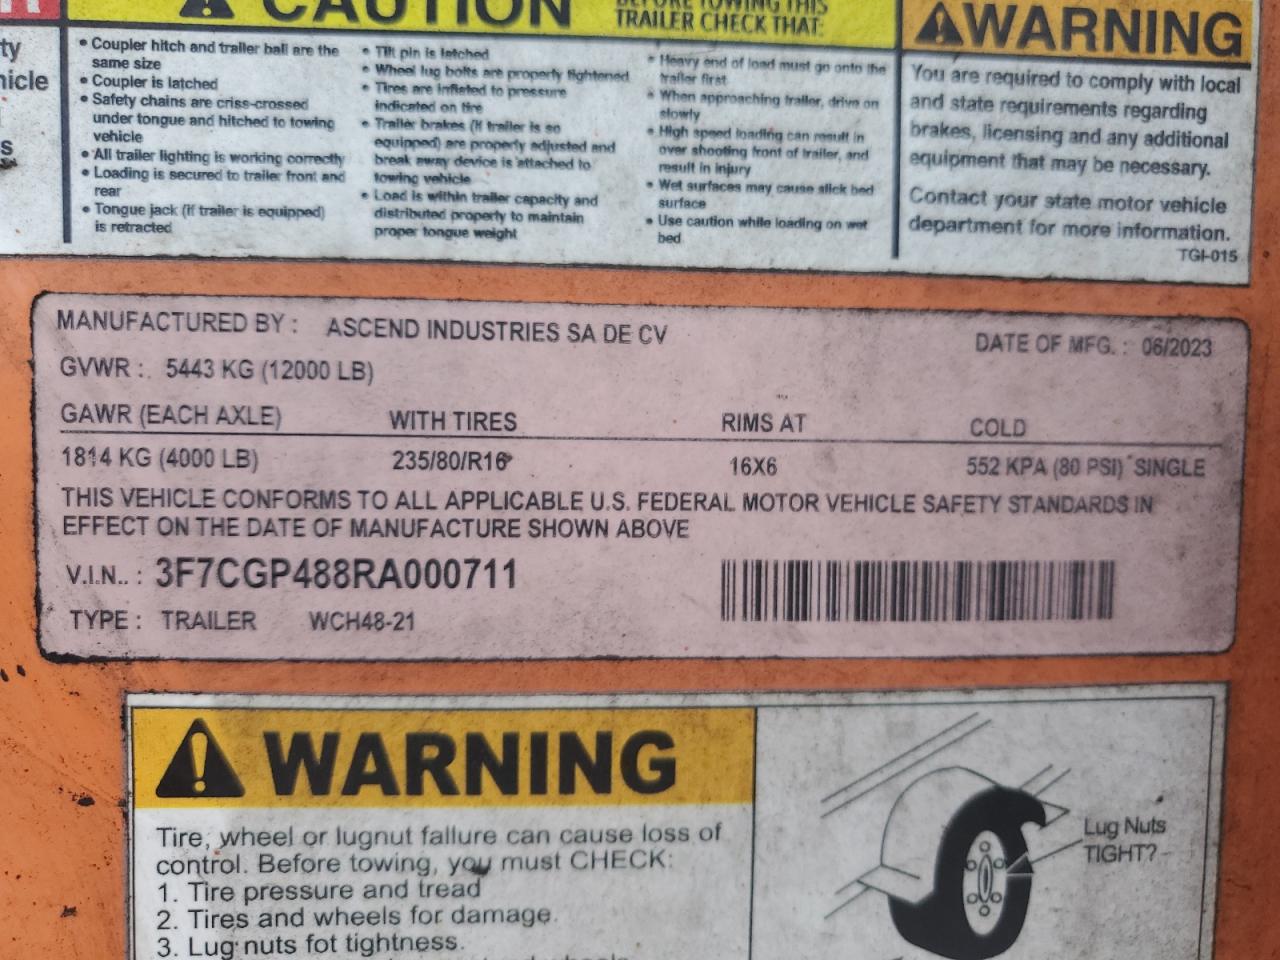 CAUTION
BEFORE TOWING THIS
TRAILER CHECK THAT:
WARNING
ty
hicle
s
• Coupler hitch and trailer ball are the
same size
• Coupler is latched
• Safety chains are criss-crossed
under tongue and hitched to towing
vehicle
• All trailer lighting is working correctly
• Loading is secured to trailer front and
rear
• Tongue jack (if trailer is equipped)
is retracted
• Tilt pin is latched
• Wheel lug bolts are properly tightened
• Tires are inflated to pressure
indicated on tire
• Trailer brakes (if trailer is so
equipped) are properly adjusted and
break away device is attached to
towing vehicle
• Load is within trailer capacity and
distributed properly to maintain
proper tongue weight
• Heavy end of load must go onto the
trailer first
• When approaching trailer, drive on
slowly
• High speed loading can result in
over shooting front of trailer, and
result in injury
• Wet surfaces may cause slick bed
surface
• Use caution while loading on wet
bed
You are required to comply with local
and state requirements regarding
brakes, licensing and any additional
equipment that may be necessary.
Contact your state motor vehicle
department for more information.
TGI-015
MANUFACTURED BY : ASCEND INDUSTRIES SA DE CV
DATE OF MFG. : 06/2023
GVWR : 5443 KG (12000 LB)
GAWR (EACH AXLE) WITH TIRES RIMS AT COLD
1814 KG (4000 LB) 235/80/R16 16X6 552 KPA (80 PSI) SINGLE
THIS VEHICLE CONFORMS TO ALL APPLICABLE U.S. FEDERAL MOTOR VEHICLE SAFETY STANDARDS IN
EFFECT ON THE DATE OF MANUFACTURE SHOWN ABOVE
V.I.N.. : 3F7CGP488RA000711
TYPE : TRAILER WCH48-21
WARNING
Tire, wheel or lugnut failure can cause loss of
control. Before towing, you must CHECK:
1. Tire pressure and tread
2. Tires and wheels for damage.
3. Lug nuts fot tightness.
Lug Nuts
TIGHT?